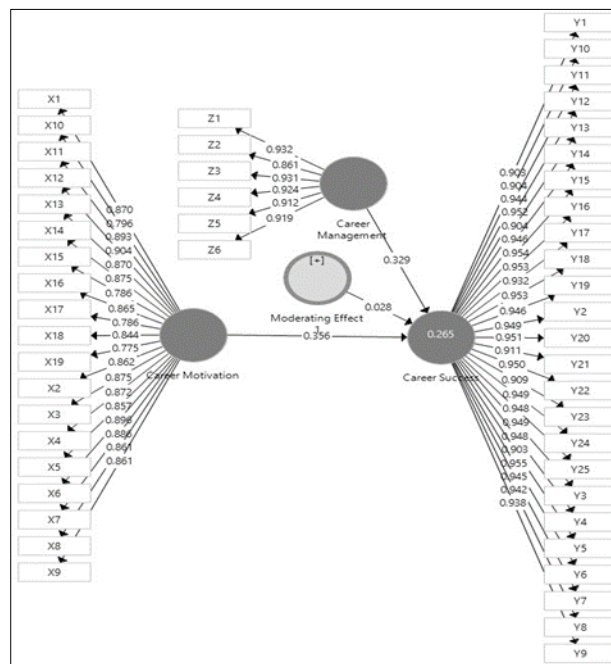 X1
X10
X11
X12
X13
X14
X15
X16
X17
X18
X19
X2
X3
X4
X5
X6
X7
X8
X9
0.870
0.796
0.893
0.904
0.870
0.875
0.786
0.865
0.786
0.844
0.775
0.862
0.875
0.872
0.857
0.896
0.886
0.861
0.861
Career Motivation
Z1
Z2
Z3
Z4
Z5
Z6
0.932
0.861
0.931
0.924
0.912
0.919
Career
Management
0.329
[+]
Moderating Effect
1
0.028
0.356
0.265
Career Success
0.903
0.904
0.944
0.952
0.904
0.946
0.954
0.953
0.932
0.953
0.946
0.949
0.951
0.911
0.950
0.909
0.949
0.948
0.949
0.948
0.903
0.955
0.945
0.942
0.938
Y1
Y10
Y11
Y12
Y13
Y14
Y15
Y16
Y17
Y18
Y19
Y2
Y20
Y21
Y22
Y23
Y24
Y25
Y3
Y4
Y5
Y6
Y7
Y8
Y9